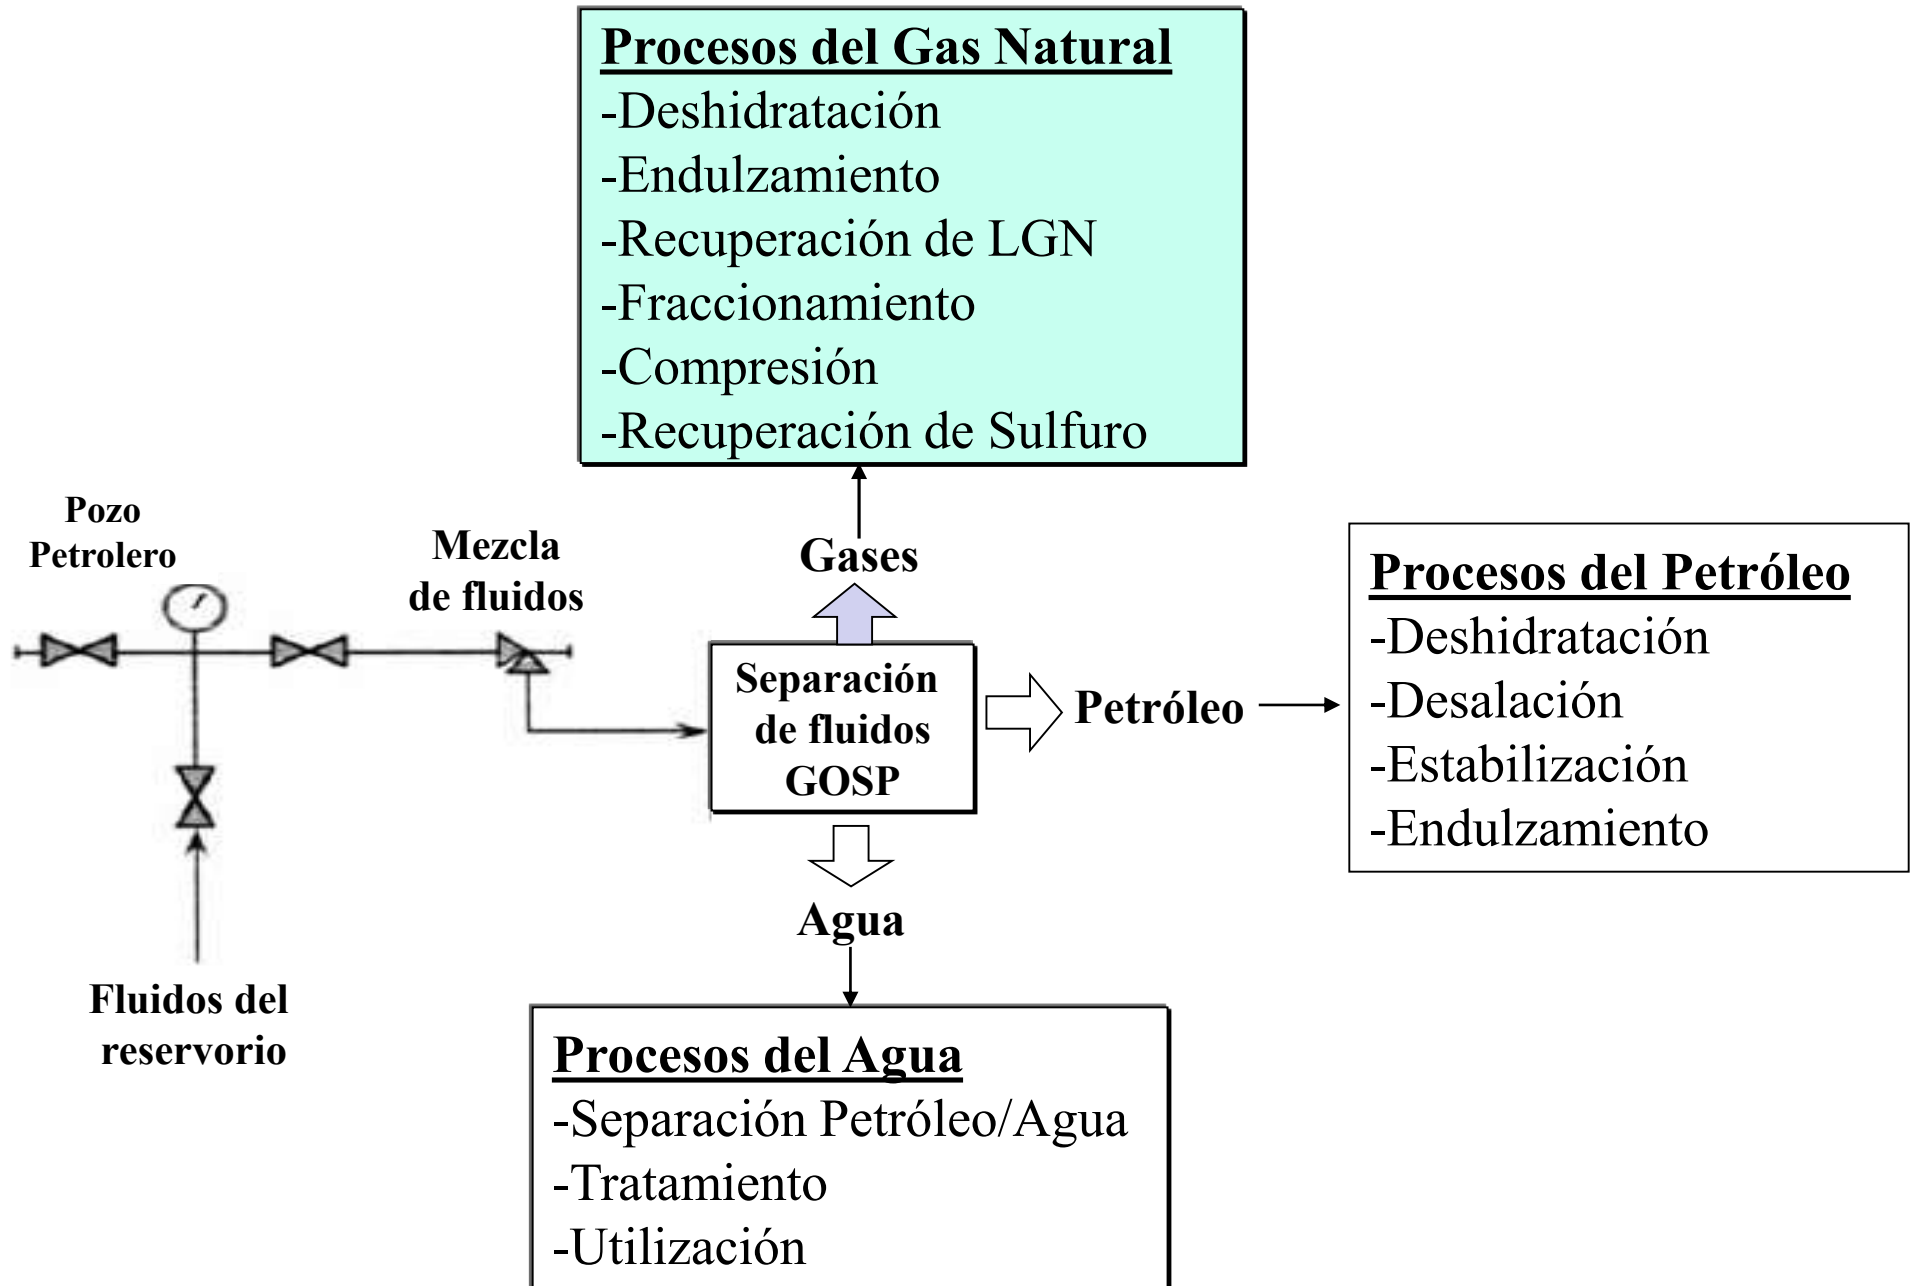 Procesos del Gas Natural
-Deshidratación
-Endulzamiento
-Recuperación de LGN
-Fraccionamiento
-Compresión
-Recuperación de Sulfuro
Pozo
Petrolero
Mezcla
de fluidos
Gases
Separación
de fluidos
GOSP
Petróleo
Procesos del Petróleo
-Deshidratación
-Desalación
-Estabilización
-Endulzamiento
Agua
Fluidos del
reservorio
Procesos del Agua
-Separación Petróleo/Agua
-Tratamiento
-Utilización